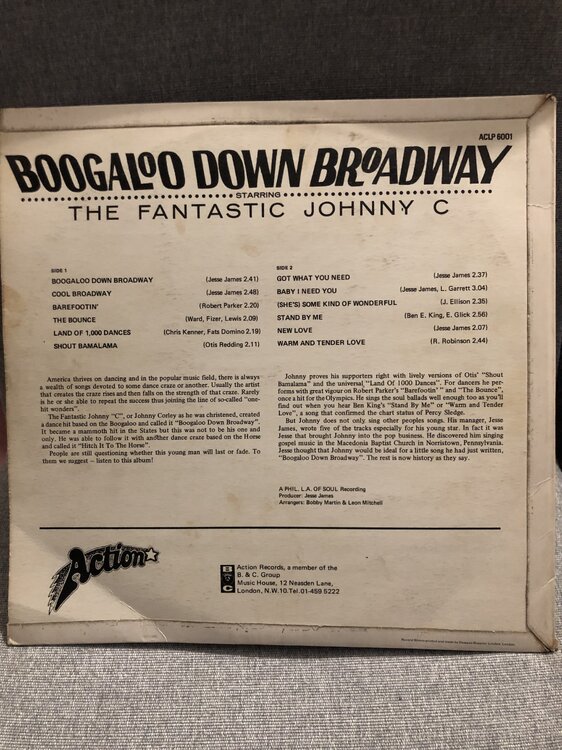 ACLP 6001
BOOGALOO DOWN BROADWAY
STARRING
THE FANTASTIC JOHNNY C
SIDE 1
BOOGALOO DOWN BROADWAY (Jesse James 2.41)
COOL BROADWAY (Jesse James 2.48)
BAREFOOTIN' (Robert Parker 2.20)
THE BOUNCE (Ward, Fizer, Lewis 2.09)
LAND OF 1,000 DANCES (Chris Kenner, Fats Domino 2.19)
SHOUT BAMALAMA (Otis Redding 2.11)
SIDE 2
GOT WHAT YOU NEED (Jesse James 2.37)
BABY I NEED YOU (Jesse James, L. Garrett 3.04)
(SHE'S) SOME KIND OF WONDERFUL (J. Ellison 2.35)
STAND BY ME (Ben E. King, E. Glick 2.56)
NEW LOVE (Jesse James 2.07)
WARM AND TENDER LOVE (R. Robinson 2.44)
America thrives on dancing and in the popular music field, there is always
a wealth of songs devoted to some dance craze or another. Usually the artist
that creates the craze rises and then falls on the strength of that craze. Rarely
is he or she able to repeat the success thus joining the line of so-called "one-
hit wonders".
The Fantastic Johnny "C", or Johnny Corley as he was christened, created
a dance hit based on the Boogaloo and called it "Boogaloo Down Broadway".
It became a mammoth hit in the States but this was not to be his one and
only. He was able to follow it with another dance craze based on the Horse
and called it "Hitch It To The Horse".
People are still questioning whether this young man will last or fade. To
them we suggest – listen to this album!
Johnny proves his supporters right with lively versions of Otis' "Shout
Bamalama" and the universal "Land Of 1000 Dances". For dancers he per-
forms with great vigour on Robert Parker's "Barefootin' " and "The Bounce",
once a hit for the Olympics. He sings the soul ballads well enough too as you'll
find out when you hear Ben King's "Stand By Me" or "Warm and Tender
Love", a song that confirmed the chart status of Percy Sledge.
But Johnny does not only sing other peoples songs. His manager, Jesse
James, wrote five of the tracks especially for his young star. In fact it was
Jesse that brought Johnny into the pop business. He discovered him singing
gospel music in the Macedonia Baptist Church in Norristown, Pennsylvania.
Jesse thought that Johnny would be ideal for a little song he had just written,
"Boogaloo Down Broadway". The rest is now history as they say.
A PHIL. L.A. OF SOUL Recording
Producer: Jesse James
Arrangers: Bobby Martin & Leon Mitchell
Action
B C
Action Records, a member of the
B. & C. Group
Music House, 12 Neasden Lane,
London, N.W.10. Tel. 01-459 5222